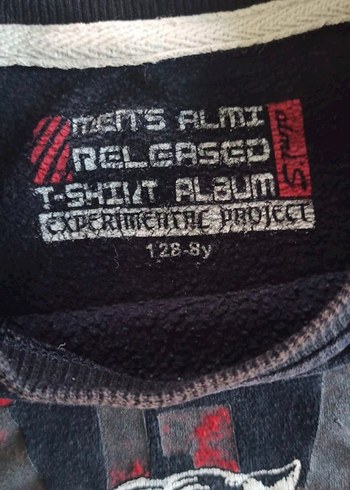 MEN'S ALMI
RELEASED
T-SHIRT ALBUM
EXPERIMENTAL PROJECT
128-8y